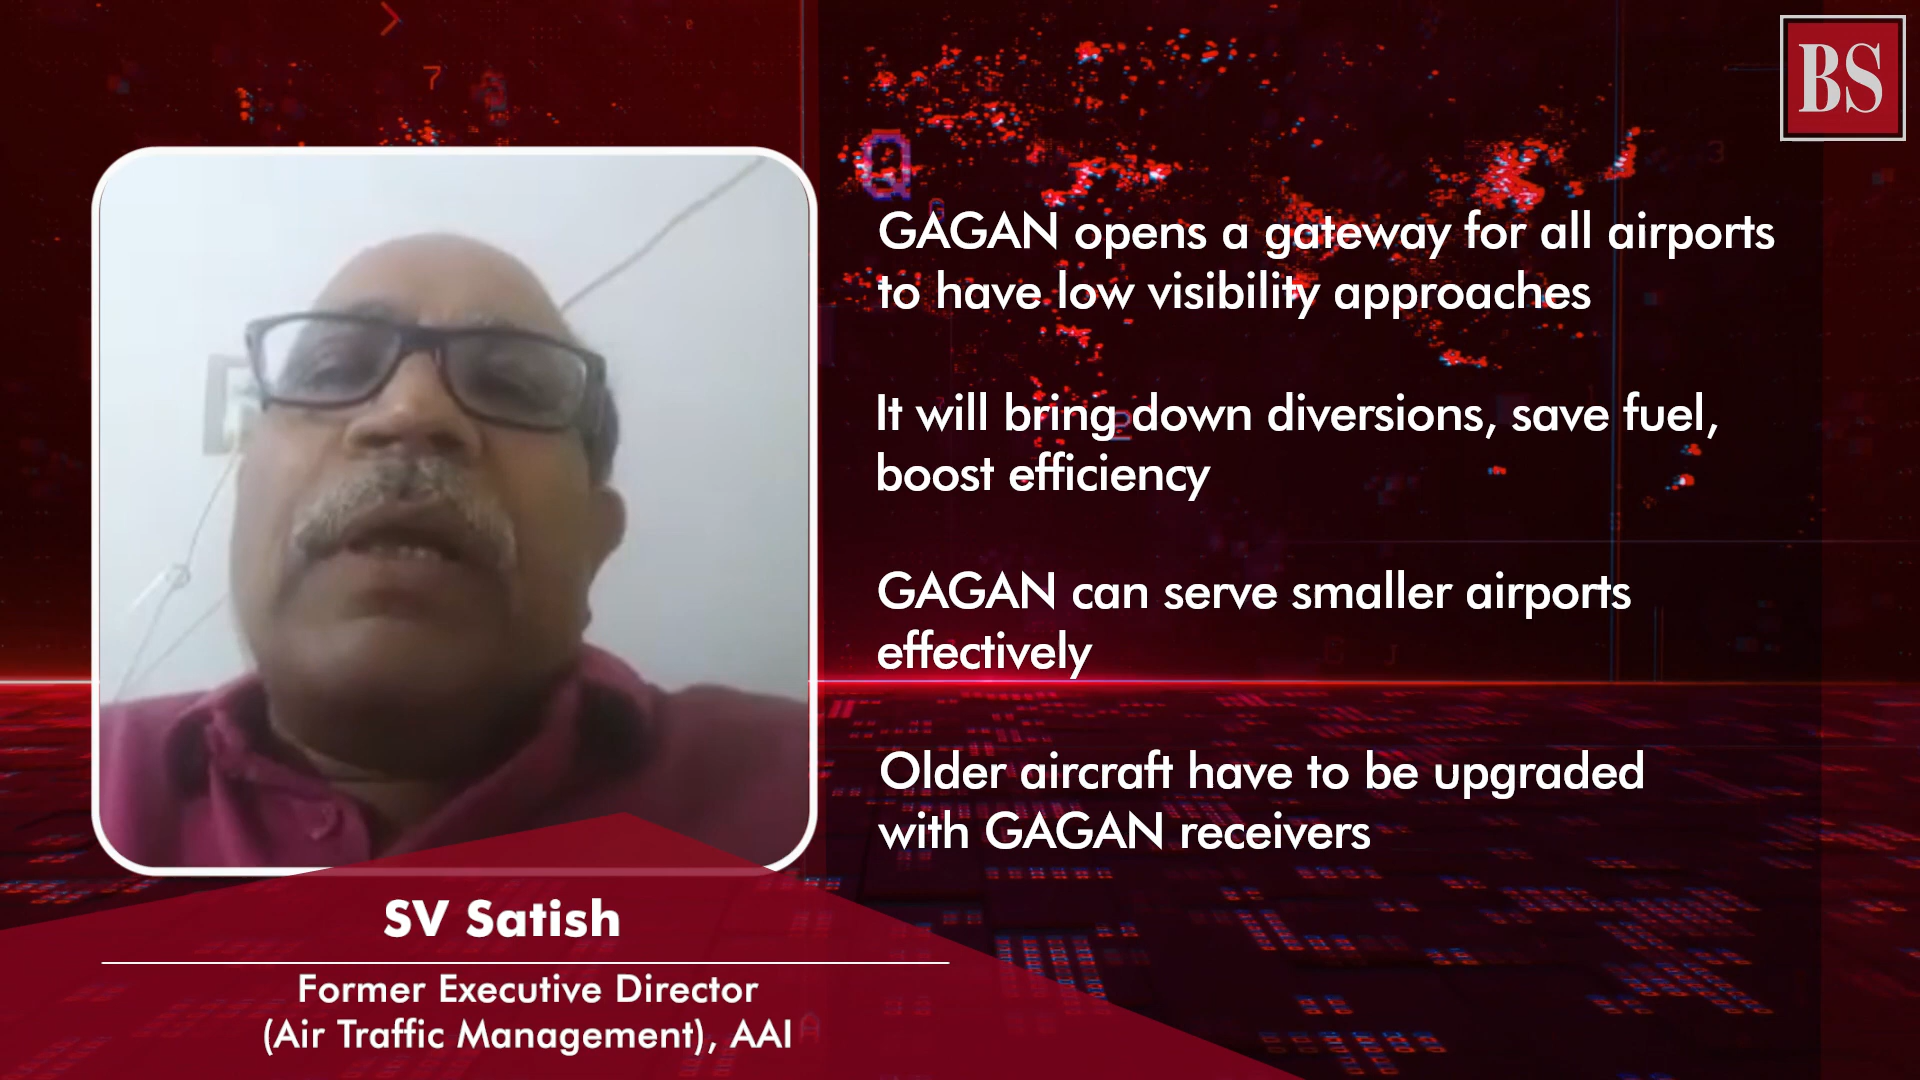 BS
GAGAN opens a gateway for all airports
to have low visibility approaches
It will bring down diversions, save fuel,
boost efficiency
GAGAN can serve smaller airports
effectively
Older aircraft have to be upgraded
with GAGAN receivers
SV Satish
Former Executive Director
(Air Traffic Management), AAI